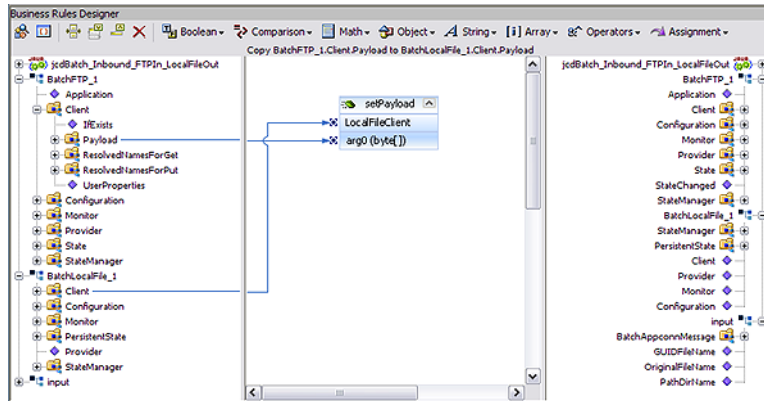 Business Rules Designer
Boolean Comparison Math Object String Array Operators Assignment
Copy BatchFTP_1.Client.Payload to BatchLocalFile_1.Client.Payload
jcdBatch_Inbound_FTPIn_LocalFileOut
BatchFTP_1
Application
Client
IfExists
Payload
ResolvedNamesForGet
ResolvedNamesForPut
UserProperties
Configuration
Monitor
Provider
State
StateManager
BatchLocalFile_1
Client
Configuration
Monitor
PersistentState
Provider
StateManager
input
setPayload
LocalFileClient
arg0 (byte[])
jcdBatch_Inbound_FTPIn_LocalFileOut
BatchFTP_1
Application
Client
Configuration
Monitor
Provider
State
StateChanged
StateManager
BatchLocalFile_1
StateManager
PersistentState
Client
Provider
Monitor
Configuration
input
BatchAppconnMessage
GUIDFileName
OriginalFileName
PathDirName